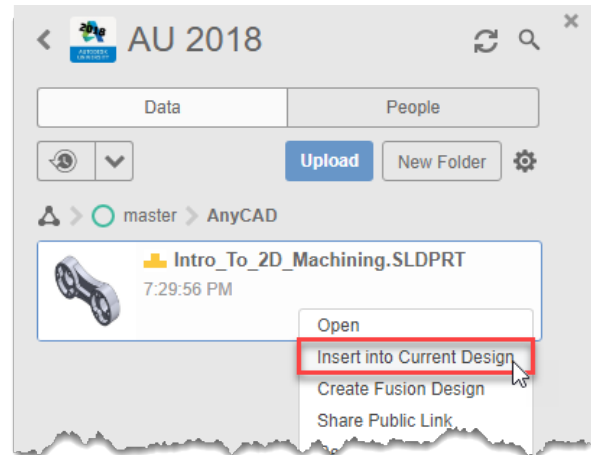 AU 2018
Data
People
Upload
New Folder
master > AnyCAD
Intro_To_2D_Machining.SLDPRT
7:29:56 PM
Open
Insert into Current Design
Create Fusion Design
Share Public Link